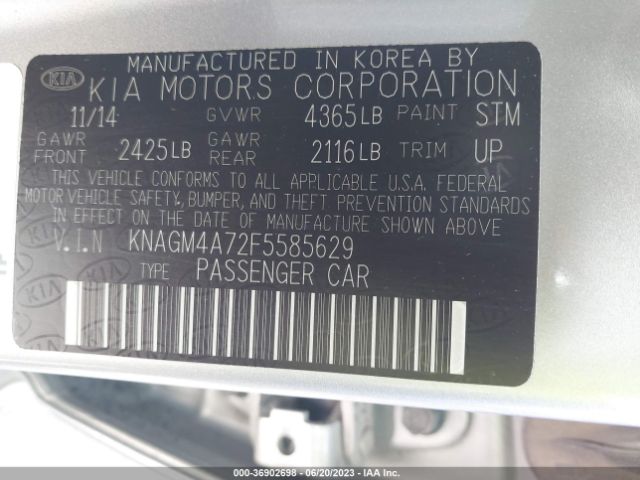 MANUFACTURED IN KOREA BY
KIA KIA MOTORS CORPORATION
11/14 GVWR 4365LB PAINT STM
GAWR FRONT 2425LB GAWR REAR 2116LB TRIM UP
THIS VEHICLE CONFORMS TO ALL APPLICABLE U.S.A. FEDERAL
MOTOR VEHICLE SAFETY, BUMPER, AND THEFT PREVENTION STANDARDS
IN EFFECT ON THE DATE OF MANUFACTURE SHOWN ABOVE
V.I.N KNAGM4A72F5585629
TYPE PASSENGER CAR
KIA
000-36902698 - 06/20/2023 - IAA Inc.